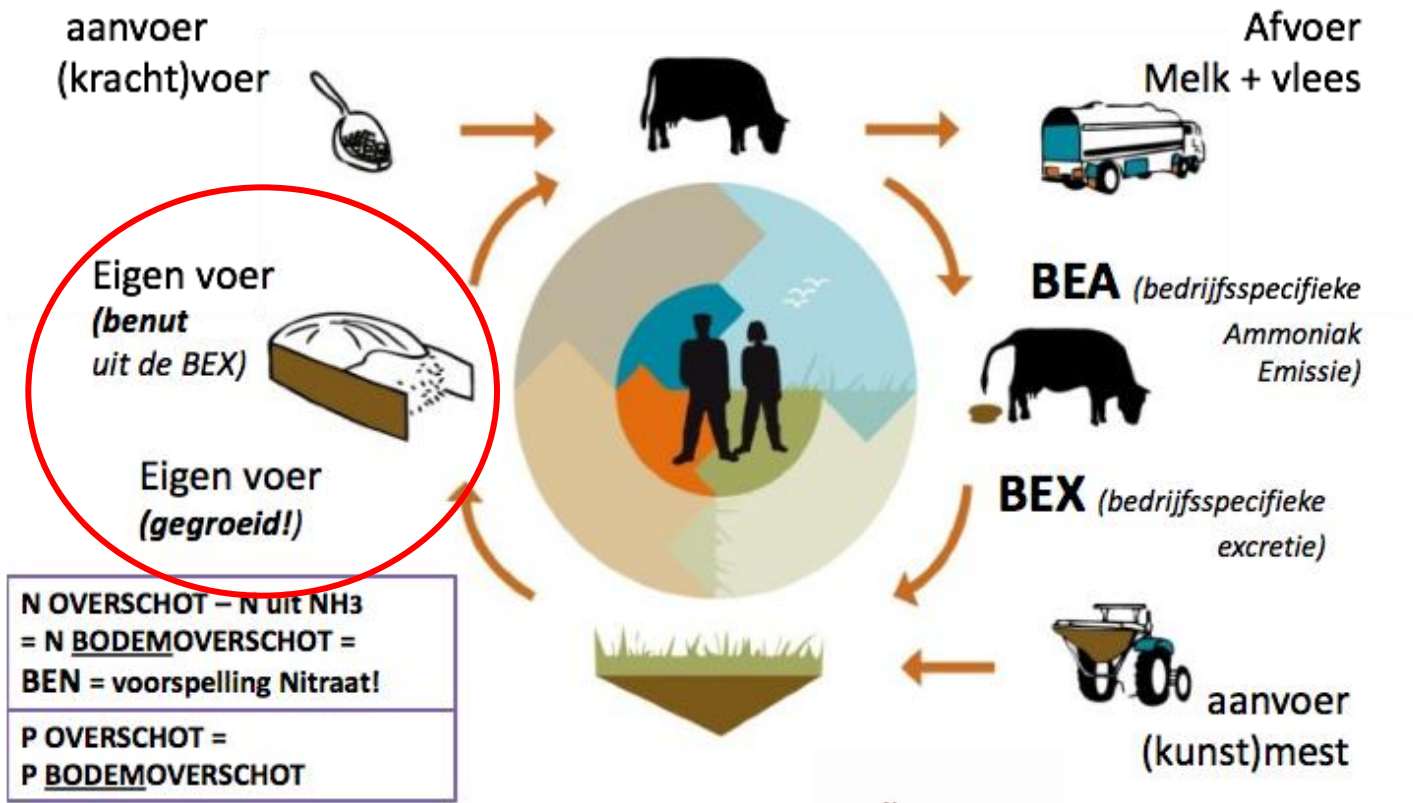 aanvoer
(kracht)voer
Afvoer
Melk + vlees
Eigen voer
(benut
uit de BEX)
BEA (bedrijfsspecifieke
Ammoniak
Emissie)
Eigen voer
(gegroeid!)
BEX (bedrijfsspecifieke
excretie)
N OVERSCHOT – N uit NH3
= N BODEMOVERSCHOT =
BEN = voorspelling Nitraat!
P OVERSCHOT =
P BODEMOVERSCHOT
aanvoer
(kunst)mest